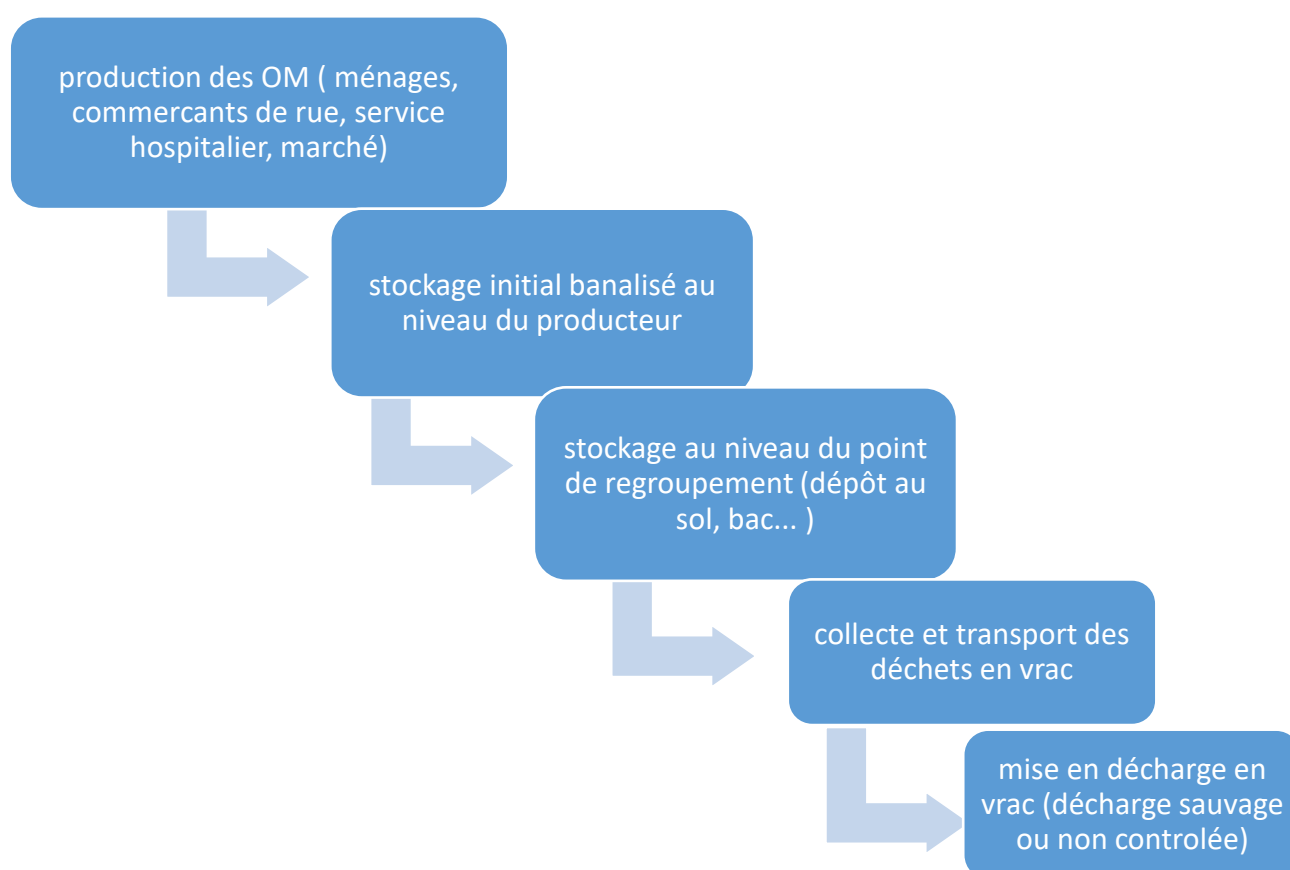 production des OM ( ménages,
commercants de rue, service
hospitalier, marché)
stockage initial banalisé au
niveau du producteur
stockage au niveau du point
de regroupement (dépôt au
sol, bac... )
collecte et transport des
déchets en vrac
mise en décharge en
vrac (décharge sauvage
ou non controlée)